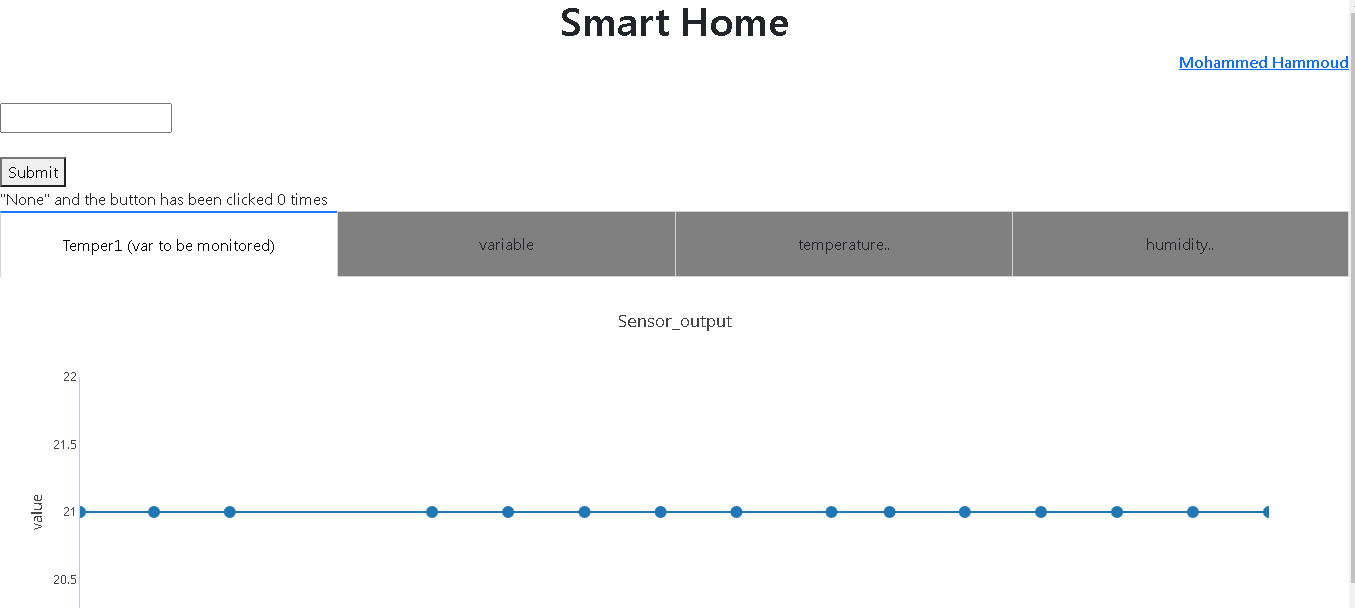 Smart Home
Mohammed Hammoud
Submit
"None" and the button has been clicked 0 times
Temper1 (var to be monitored)
variable
temperature..
humidity..
Sensor_output
22
21.5
value
21
20.5